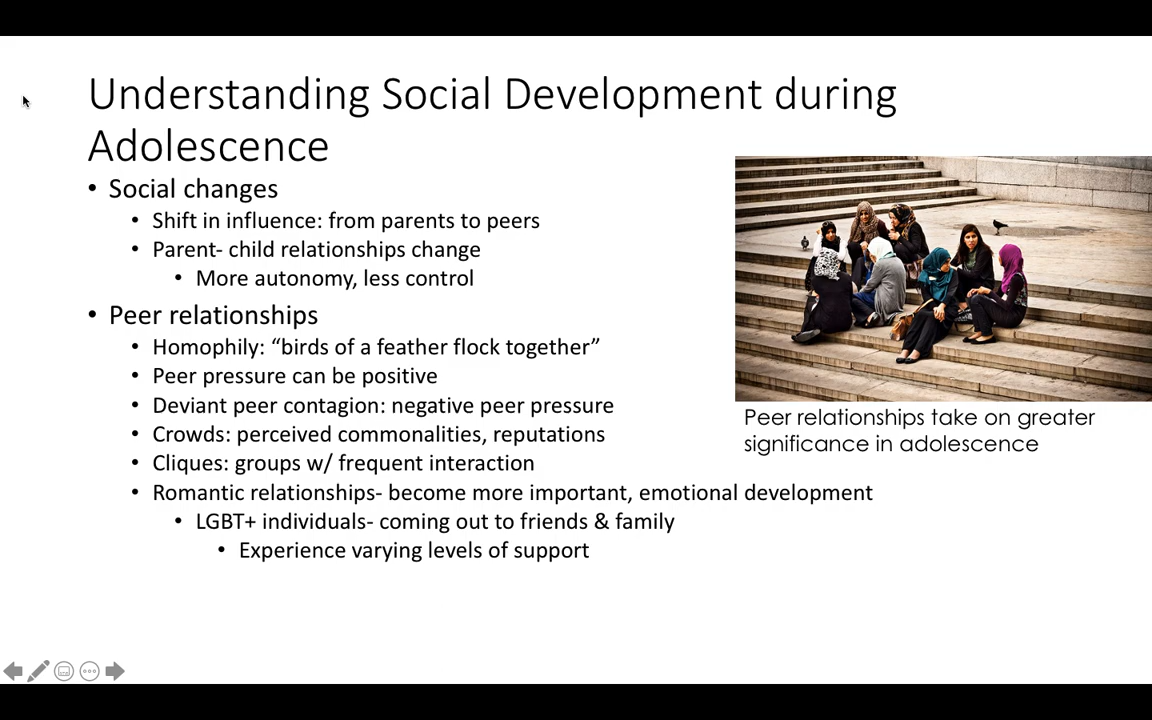 Understanding Social Development during
Adolescence
• Social changes
• Shift in influence: from parents to peers
• Parent- child relationships change
• More autonomy, less control
• Peer relationships
• Homophily: “birds of a feather flock together”
• Peer pressure can be positive
• Deviant peer contagion: negative peer pressure
• Crowds: perceived commonalities, reputations
• Cliques: groups w/ frequent interaction
• Romantic relationships- become more important, emotional development
• LGBT+ individuals- coming out to friends & family
• Experience varying levels of support
Peer relationships take on greater
significance in adolescence